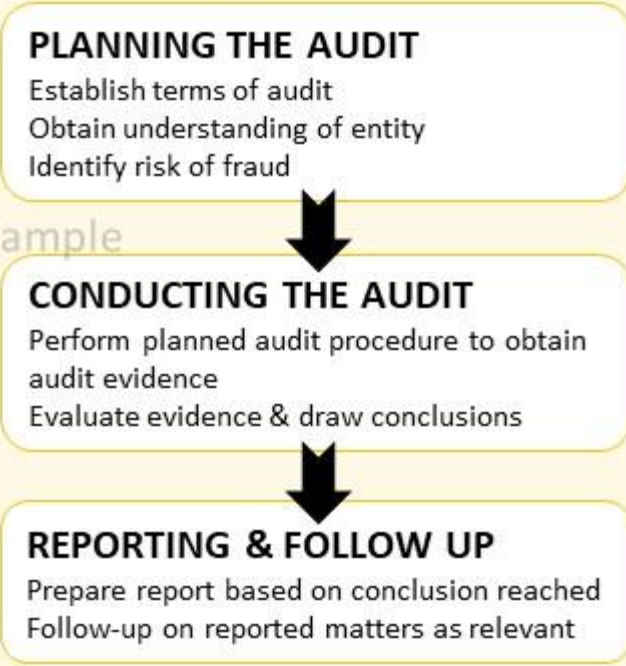 PLANNING THE AUDIT
Establish terms of audit
Obtain understanding of entity
Identify risk of fraud
ample
CONDUCTING THE AUDIT
Perform planned audit procedure to obtain
audit evidence
Evaluate evidence & draw conclusions
REPORTING & FOLLOW UP
Prepare report based on conclusion reached
Follow-up on reported matters as relevant